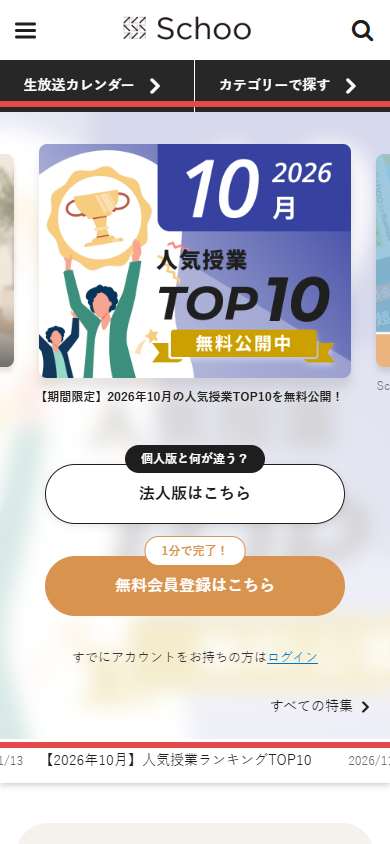 Schoo
生放送カレンダー
カテゴリーで探す
10月 2026
人気授業
TOP10
無料公開中
【期間限定】2026年10月の人気授業TOP10を無料公開！
Sc
個人版と何が違う？
法人版はこちら
1分で完了！
無料会員登録はこちら
すでにアカウントをお持ちの方はログイン
すべての特集
1/13 【2026年10月】人気授業ランキングTOP10 2026/11